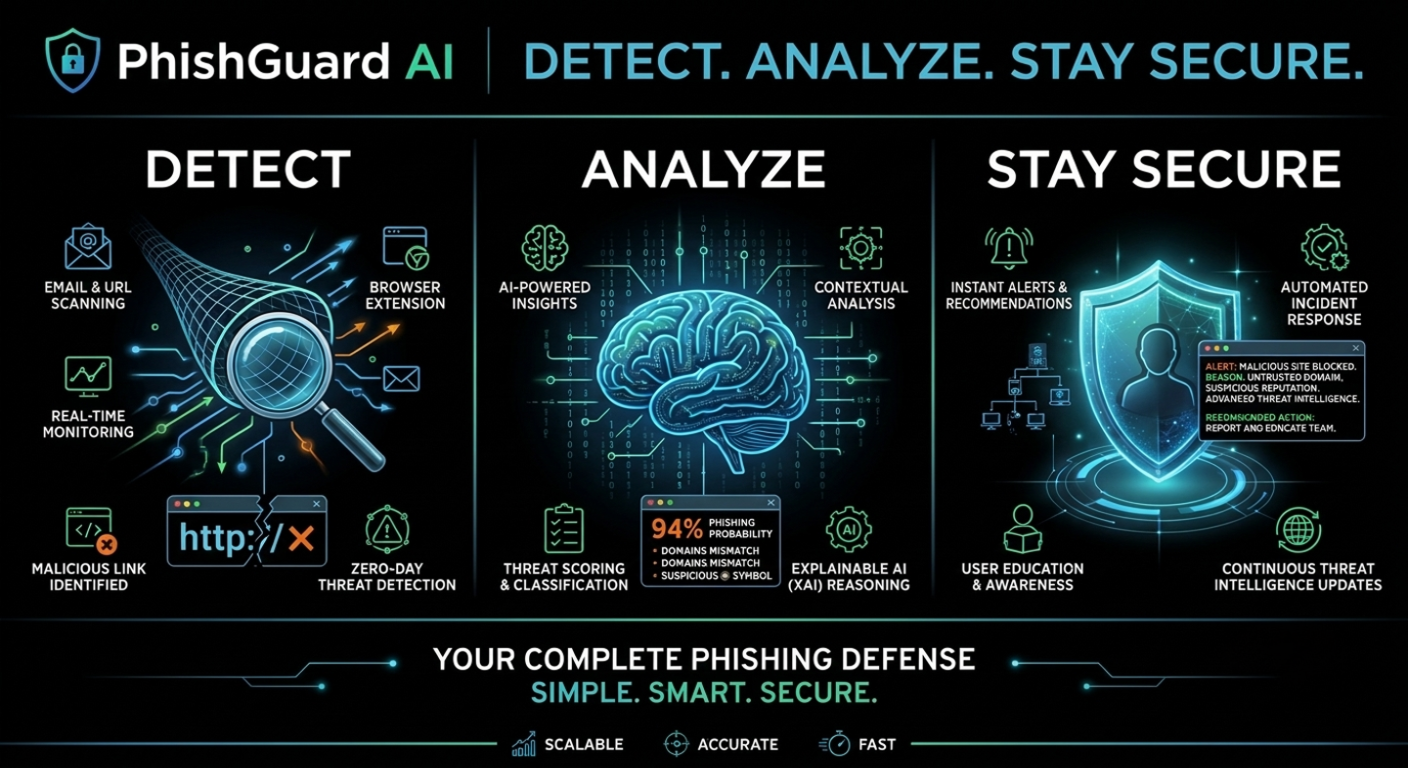 PhishGuard AI
DETECT. ANALYZE. STAY SECURE.
DETECT
EMAIL & URL
SCANNING
BROWSER
EXTENSION
REAL-TIME
MONITORING
MALICIOUS LINK
IDENTIFIED
http://
ZERO-DAY
THREAT DETECTION
ANALYZE
AI-POWERED
INSIGHTS
CONTEXTUAL
ANALYSIS
THREAT SCORING
& CLASSIFICATION
94% PHISHING
PROBABILITY
• DOMAINS MISMATCH
• DOMAINS MISMATCH
• SUSPICIOUS SYMBOL
AI
EXPLAINABLE AI
(XAI) REASONING
STAY SECURE
INSTANT ALERTS &
RECOMMENDATIONS
AUTOMATED
INCIDENT
RESPONSE
ALERT: MALICIOUS SITE BLOCKED.
BEASON. UNTRUSTED DOMAIM,
SUSPICIOUS REPUTATION.
ADVANCED THREAT INTELLIGENCE.
REEOMSICNDED ACTION:
REPORT AND EDNCATE TEAM.
USER EDUCATION
& AWARENESS
CONTINUOUS THREAT
INTELLIGENCE UPDATES
YOUR COMPLETE PHISHING DEFENSE
SIMPLE. SMART. SECURE.
SCALABLE
ACCURATE
FAST